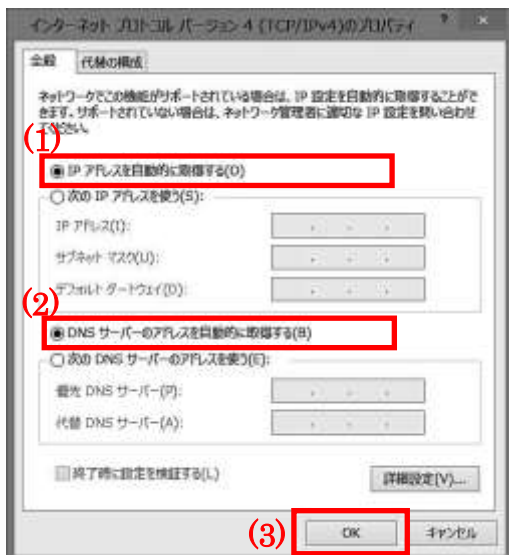 インターネット プロトコル バージョン 4 (TCP/IPv4)のプロパティ
全般 代替の構成
ネットワークでこの機能がサポートされている場合は、IP 設定を自動的に取得することがで
きます。サポートされていない場合は、ネットワーク管理者に適切な IP 設定を問い合わせ
てください。
(1)
IP アドレスを自動的に取得する(O)
次の IP アドレスを使う(S):
IP アドレス(I):
サブネット マスク(U):
デフォルト ゲートウェイ(D):
(2)
DNS サーバーのアドレスを自動的に取得する(B)
次の DNS サーバーのアドレスを使う(E):
優先 DNS サーバー(P):
代替 DNS サーバー(A):
終了時に設定を検証する(L)
詳細設定(V)...
(3)
OK キャンセル